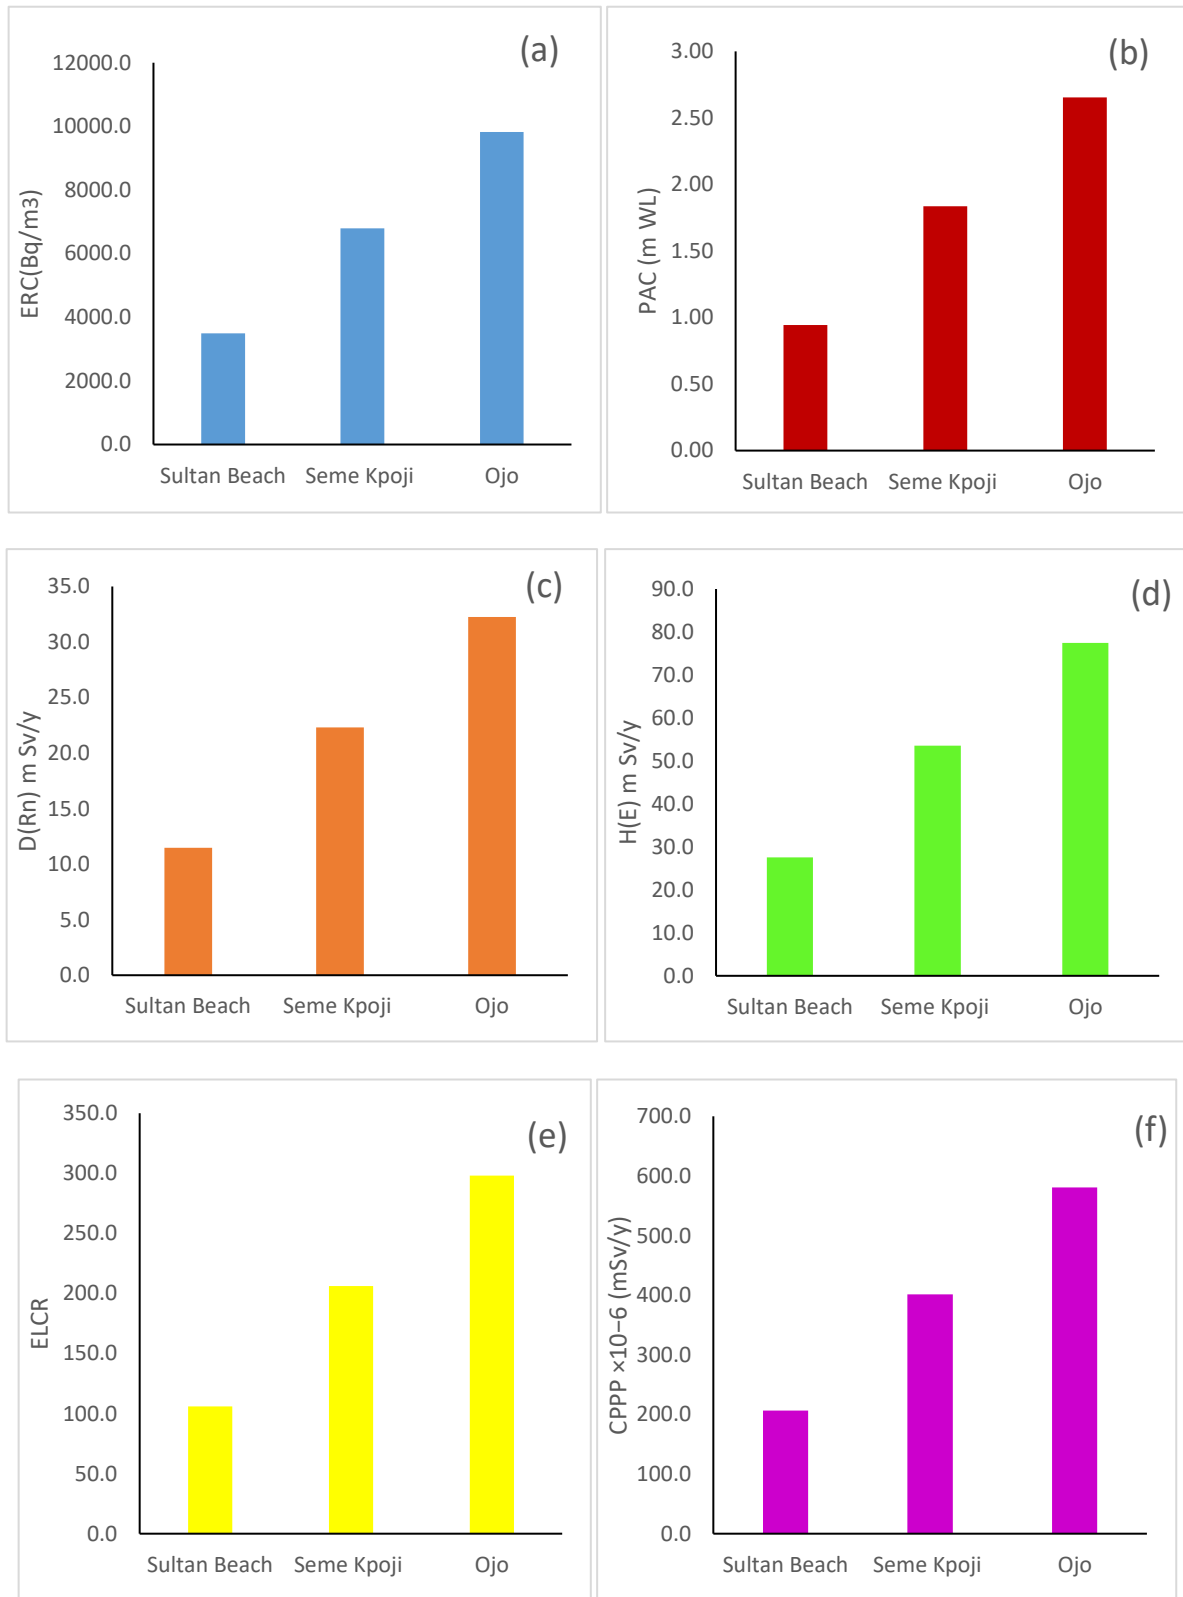 (a)
12000.0
10000.0
8000.0
6000.0
4000.0
2000.0
0.0
ERC(Bq/m3)
Sultan Beach Seme Kpoji Ojo
(b)
3.00
2.50
2.00
1.50
1.00
0.50
0.00
PAC (m WL)
Sultan Beach Seme Kpoji Ojo
(c)
35.0
30.0
25.0
20.0
15.0
10.0
5.0
0.0
D(Rn) m Sv/y
Sultan Beach Seme Kpoji Ojo
(d)
90.0
80.0
70.0
60.0
50.0
40.0
30.0
20.0
10.0
0.0
H(E) m Sv/y
Sultan Beach Seme Kpoji Ojo
(e)
350.0
300.0
250.0
200.0
150.0
100.0
50.0
0.0
ELCR
Sultan Beach Seme Kpoji Ojo
(f)
700.0
600.0
500.0
400.0
300.0
200.0
100.0
0.0
CPPP ×10−6 (mSv/y)
Sultan Beach Seme Kpoji Ojo